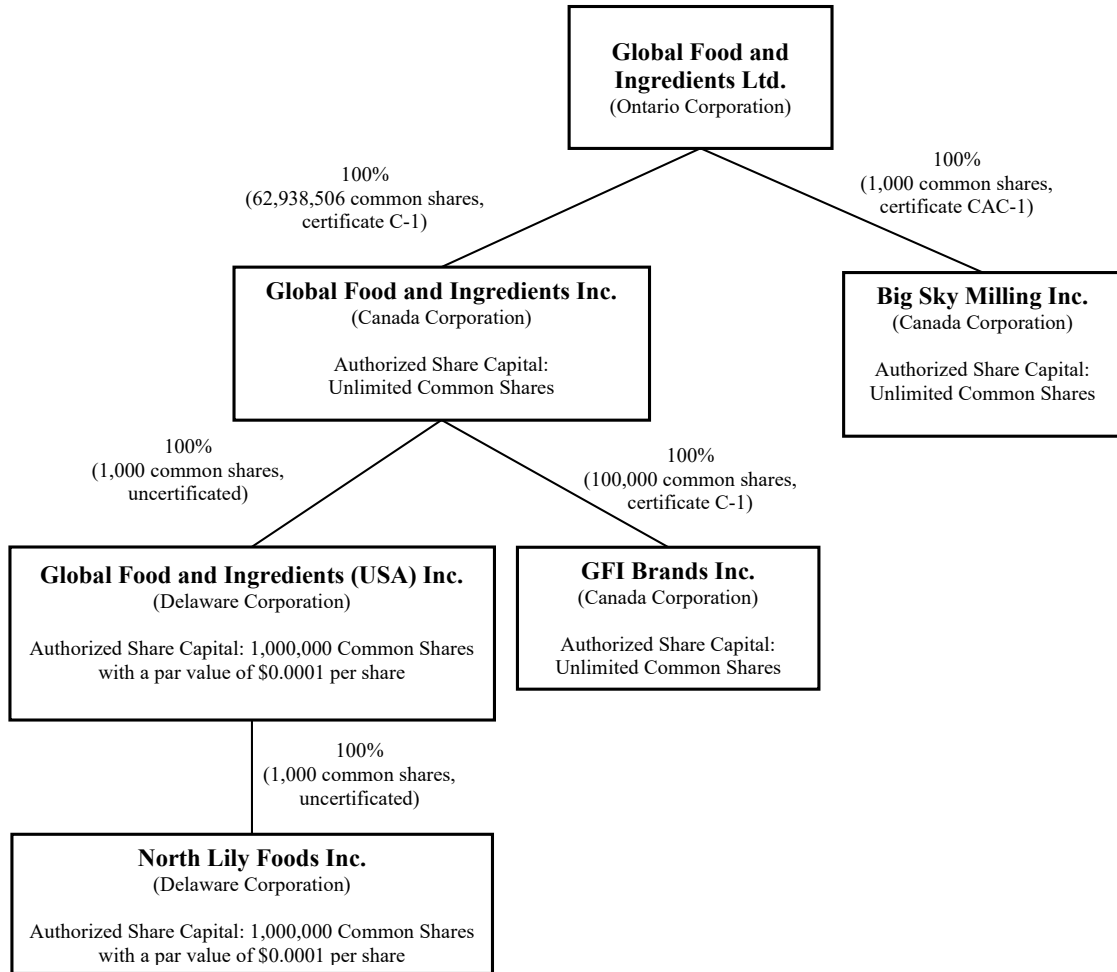 Global Food and
Ingredients Ltd.
(Ontario Corporation)
100%
(62,938,506 common shares,
certificate C-1)
100%
(1,000 common shares,
certificate CAC-1)
Global Food and Ingredients Inc.
(Canada Corporation)
Authorized Share Capital:
Unlimited Common Shares
Big Sky Milling Inc.
(Canada Corporation)
Authorized Share Capital:
Unlimited Common Shares
100%
(1,000 common shares,
uncertificated)
100%
(100,000 common shares,
certificate C-1)
Global Food and Ingredients (USA) Inc.
(Delaware Corporation)
Authorized Share Capital: 1,000,000 Common Shares
with a par value of $0.0001 per share
GFI Brands Inc.
(Canada Corporation)
Authorized Share Capital:
Unlimited Common Shares
100%
(1,000 common shares,
uncertificated)
North Lily Foods Inc.
(Delaware Corporation)
Authorized Share Capital: 1,000,000 Common Shares
with a par value of $0.0001 per share